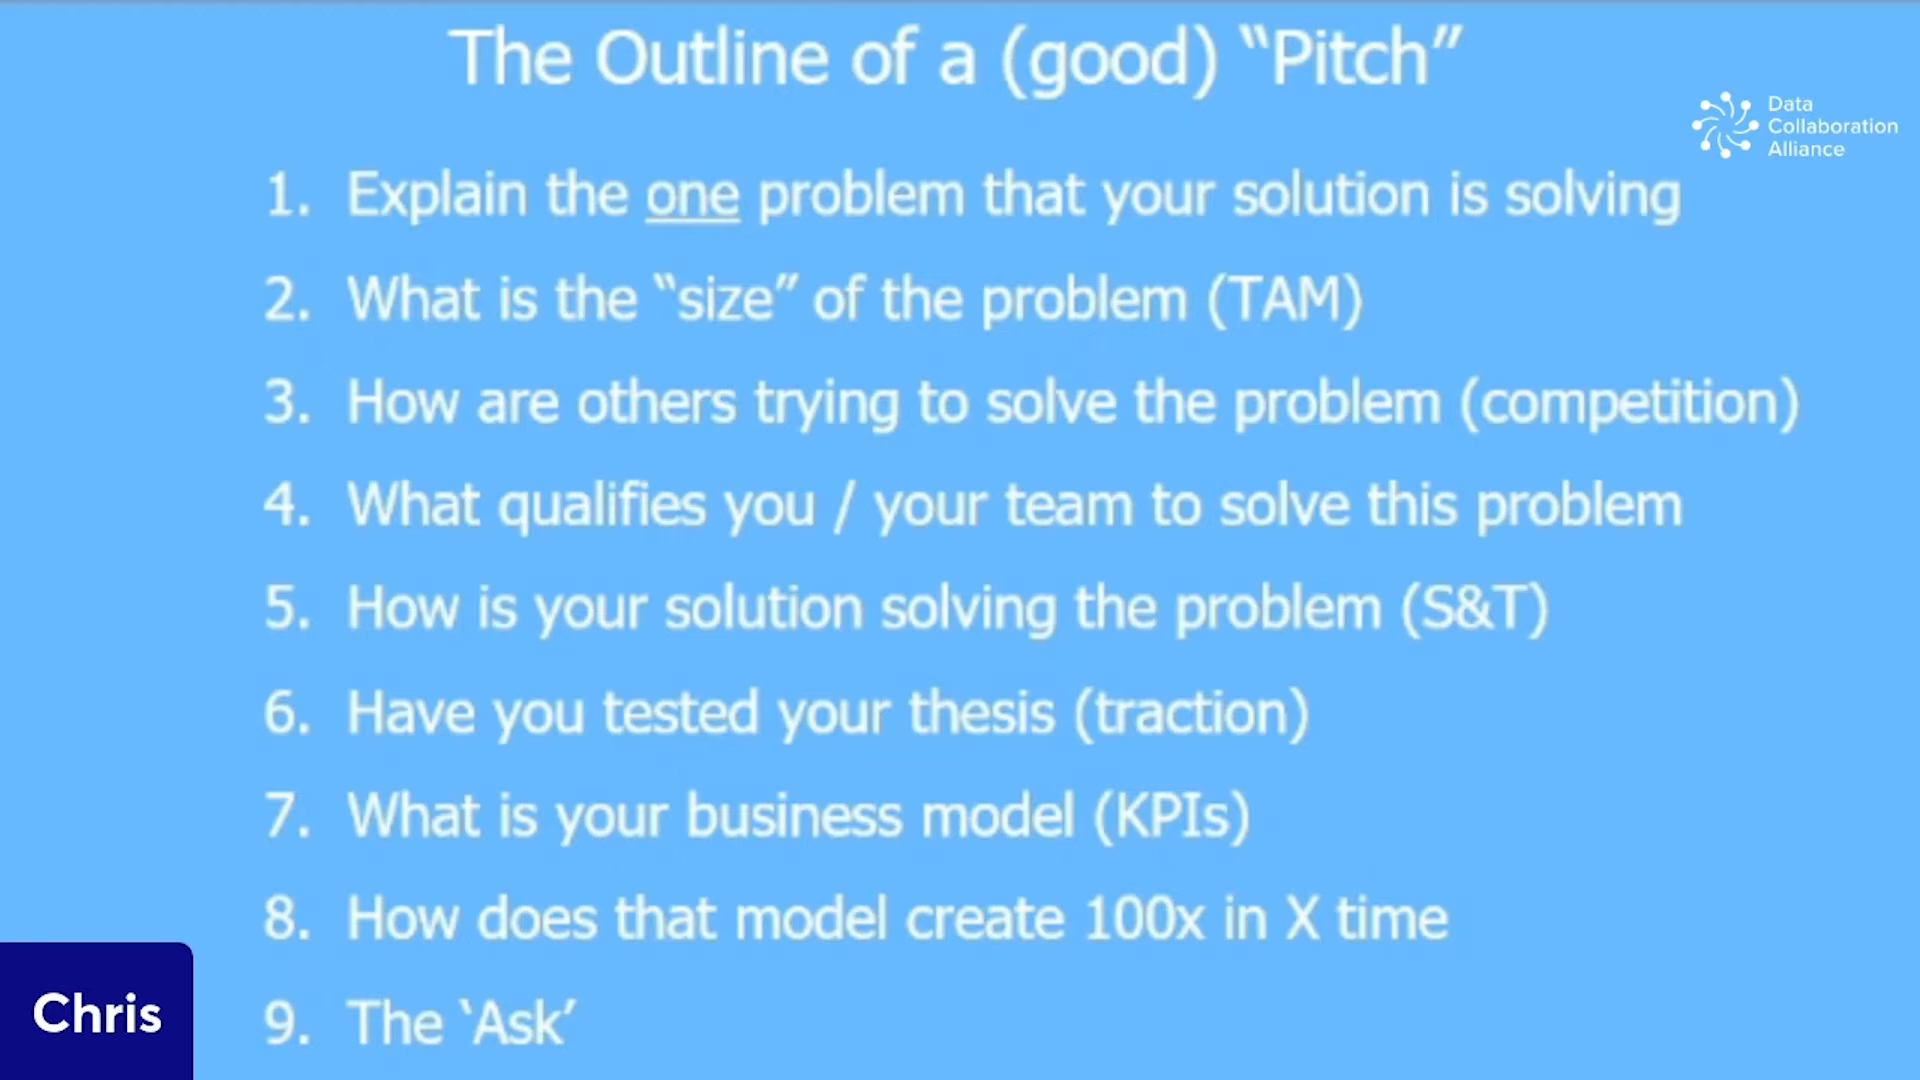 The Outline of a (good) “Pitch”
Data
Collaboration
Alliance
1. Explain the one problem that your solution is solving
2. What is the “size” of the problem (TAM)
3. How are others trying to solve the problem (competition)
4. What qualifies you / your team to solve this problem
5. How is your solution solving the problem (S&T)
6. Have you tested your thesis (traction)
7. What is your business model (KPIs)
8. How does that model create 100x in X time
9. The ‘Ask’
Chris